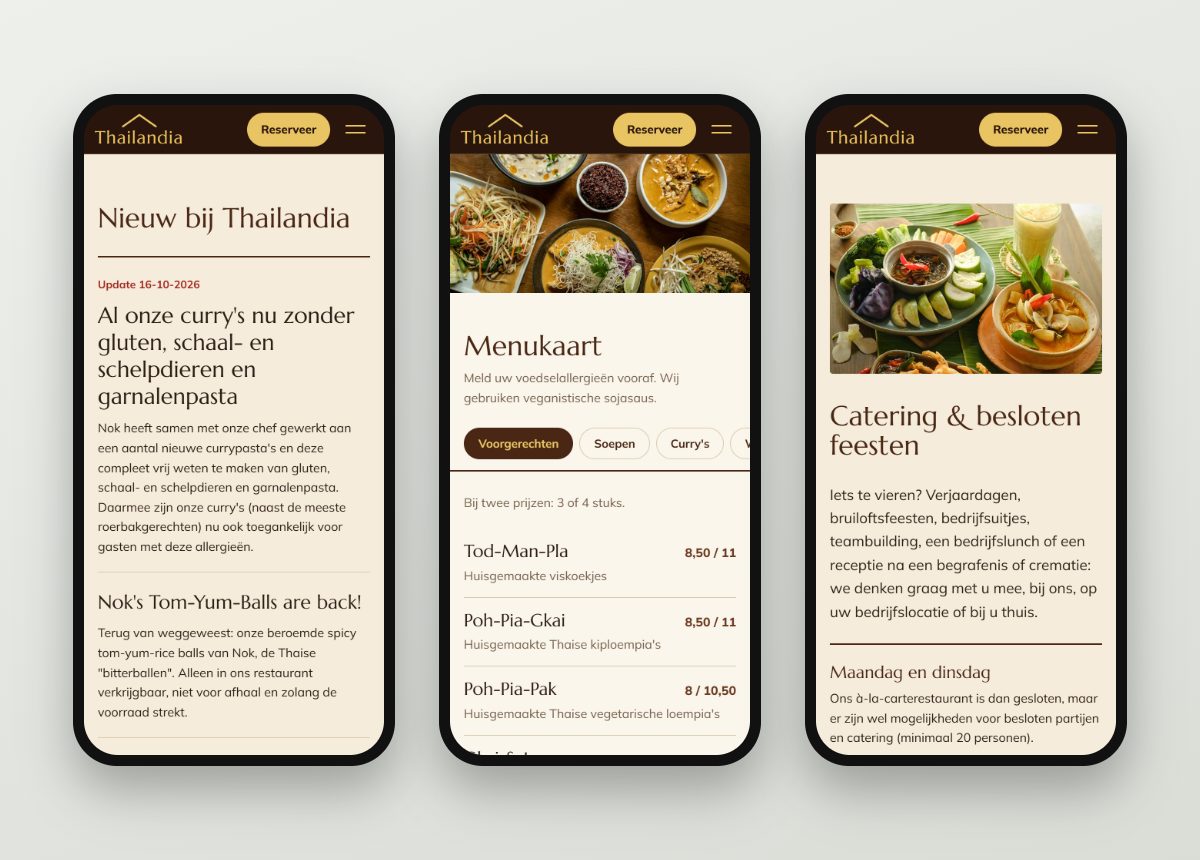 Thailandia
Reserveer
Nieuw bij Thailandia
Update 16-10-2026
Al onze curry's nu zonder
gluten, schaal- en
schelpdieren en
garnalenpasta
Nok heeft samen met onze chef gewerkt aan
een aantal nieuwe currypasta's en deze
compleet vrij weten te maken van gluten,
schaal- en schelpdieren en garnalenpasta.
Daarmee zijn onze curry's (naast de meeste
roerbakgerechten) nu ook toegankelijk voor
gasten met deze allergieën.
Nok's Tom-Yum-Balls are back!
Terug van weggeweest: onze beroemde spicy
tom-yum-rice balls van Nok, de Thaise
"bitterballen". Alleen in ons restaurant
verkrijgbaar, niet voor afhaal en zolang de
voorraad strekt.
Thailandia
Reserveer
Menukaart
Meld uw voedselallergieën vooraf. Wij
gebruiken veganistische sojasaus.
Voorgerechten
Soepen
Curry's
Bij twee prijzen: 3 of 4 stuks.
Tod-Man-Pla
8,50 / 11
Huisgemaakte viskoekjes
Poh-Pia-Gkai
8,50 / 11
Huisgemaakte Thaise kiploempia's
Poh-Pia-Pak
8 / 10,50
Huisgemaakte Thaise vegetarische loempia's
Thailandia
Reserveer
Catering & besloten
feesten
Iets te vieren? Verjaardagen,
bruiloftsfeesten, bedrijfsuitjes,
teambuilding, een bedrijfslunch of een
receptie na een begrafenis of crematie:
we denken graag met u mee, bij ons, op
uw bedrijfslocatie of bij u thuis.
Maandag en dinsdag
Ons à-la-carterestaurant is dan gesloten, maar
er zijn wel mogelijkheden voor besloten partijen
en catering (minimaal 20 personen).